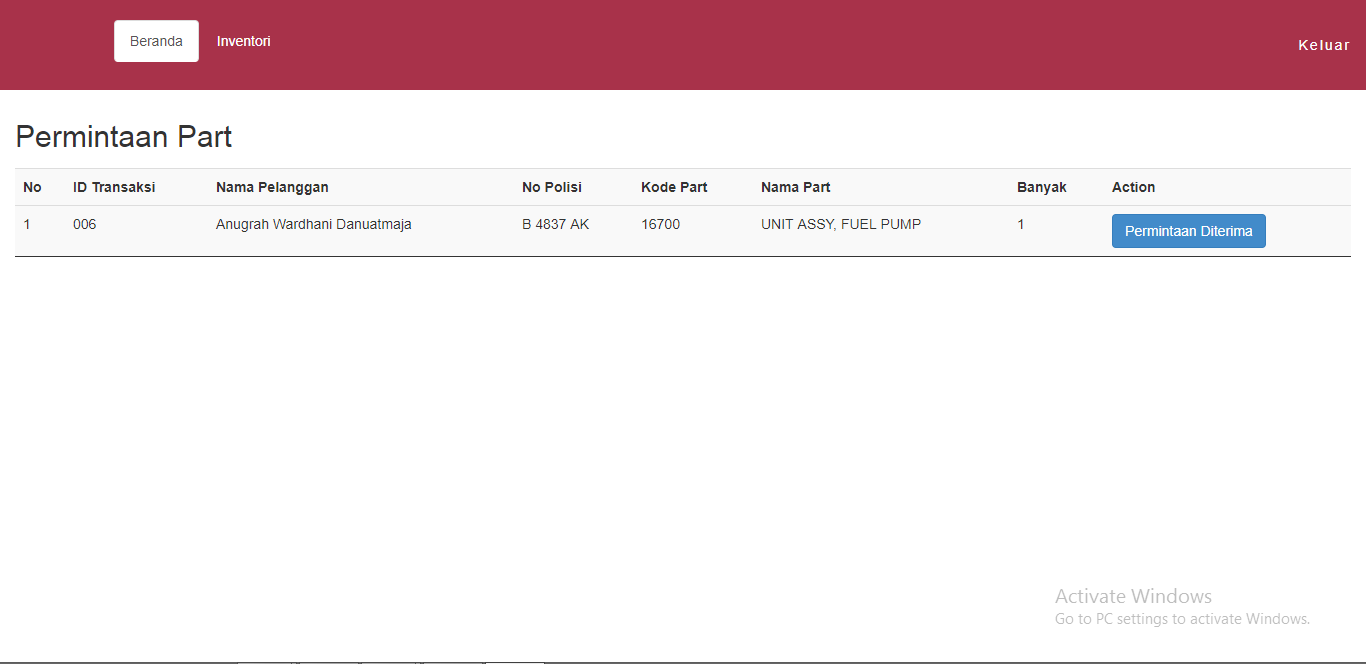 Beranda Inventori Keluar
Permintaan Part
No ID Transaksi Nama Pelanggan No Polisi Kode Part Nama Part Banyak Action
1 006 Anugrah Wardhani Danuatmaja B 4837 AK 16700 UNIT ASSY, FUEL PUMP 1 Permintaan Diterima
Activate Windows
Go to PC settings to activate Windows.